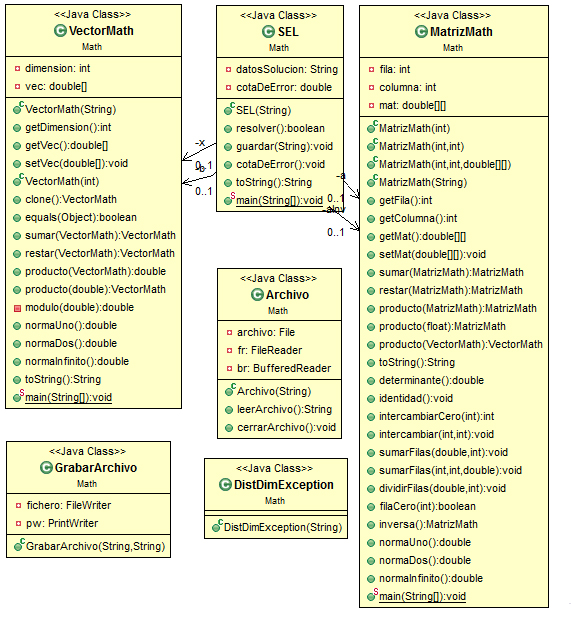 <<Java Class>>
VectorMath
Math
dimension: int
vec: double[]
VectorMath(String)
getDimension():int
getVec():double[]
setVec(double[]):void
VectorMath(int)
clone():VectorMath
equals(Object):boolean
sumar(VectorMath):VectorMath
restar(VectorMath):VectorMath
producto(VectorMath):double
producto(double):VectorMath
modulo(double):double
normaUno():double
normaDos():double
normaInfinito():double
toString():String
main(String[]):void
<<Java Class>>
SEL
Math
datosSolucion: String
cotaDeError: double
SEL(String)
resolver():boolean
guardar(String):void
cotaDeError():void
toString():String
main(String[]):void
-x
0..1
-b
0..1
-a
0..1
-aInv
0..1
<<Java Class>>
MatrizMath
Math
fila: int
columna: int
mat: double[][]
MatrizMath(int)
MatrizMath(int,int)
MatrizMath(int,int,double[][])
MatrizMath(String)
getFila():int
getColumna():int
getMat():double[][]
setMat(double[][]):void
sumar(MatrizMath):MatrizMath
restar(MatrizMath):MatrizMath
producto(MatrizMath):MatrizMath
producto(float):MatrizMath
producto(VectorMath):VectorMath
toString():String
determinante():double
identidad():void
intercambiarCero(int):int
intercambiar(int,int):void
sumarFilas(double,int):void
sumarFilas(int,int,double):void
dividirFilas(double,int):void
filaCero(int):boolean
inversa():MatrizMath
normaUno():double
normaDos():double
normaInfinito():double
main(String[]):void
<<Java Class>>
Archivo
Math
archivo: File
fr: FileReader
br: BufferedReader
Archivo(String)
leerArchivo():String
cerrarArchivo():void
<<Java Class>>
GrabarArchivo
Math
fichero: FileWriter
pw: PrintWriter
GrabarArchivo(String,String)
<<Java Class>>
DistDimException
Math
DistDimException(String)